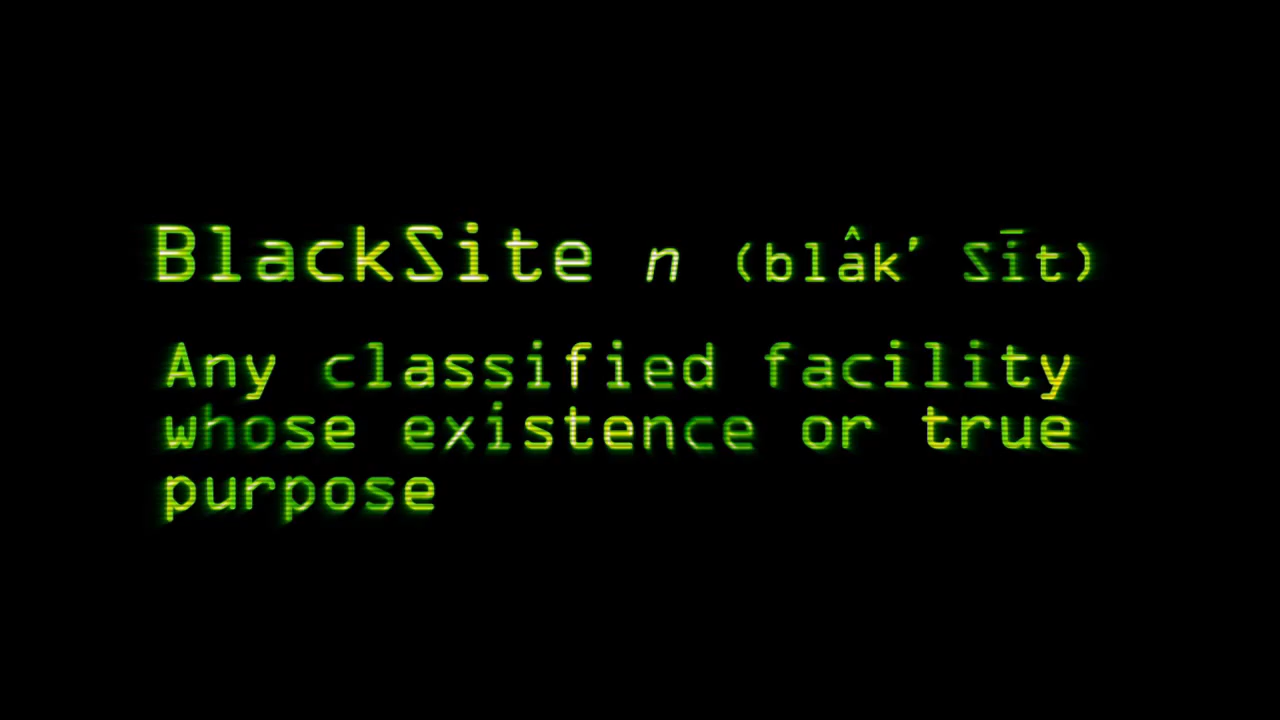 BlackSite n (blâk′ Sīt)
Any classified facility
whose existence or true
purpose